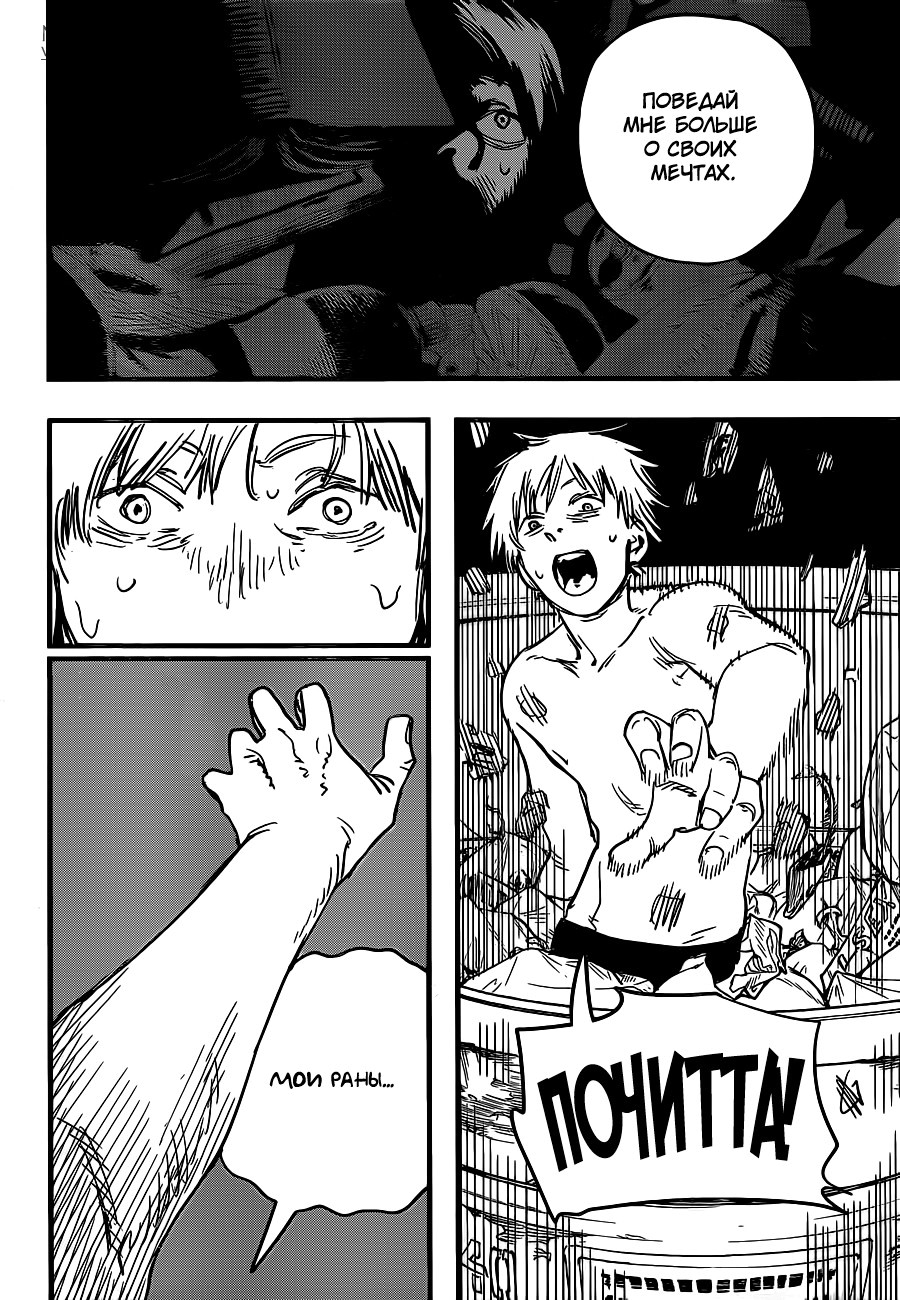 ПОВЕДАЙ
МНЕ БОЛЬШЕ
О СВОИХ
МЕЧТАХ.
ПОЧИТТА!
МОИ РАНЫ...